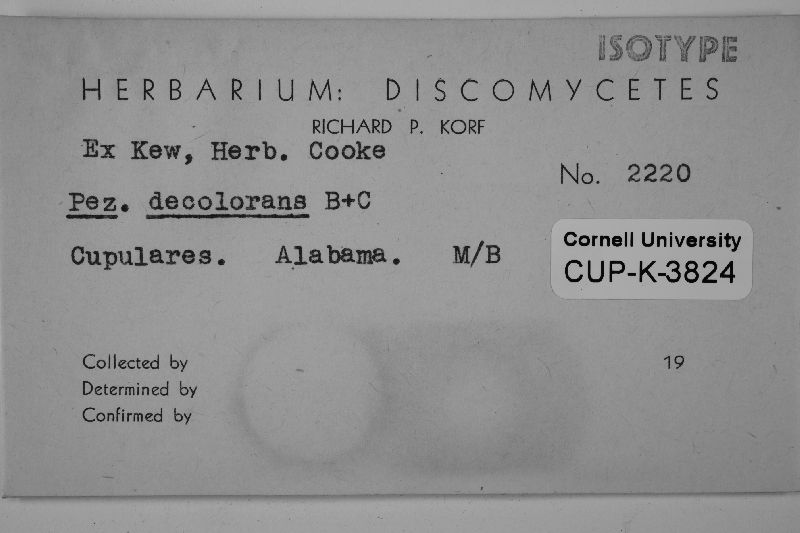 ISOTYPE
HERBARIUM: DISCOMYCETES
RICHARD P. KORF
Ex Kew, Herb. Cooke
No. 2220
Pez. decolorans B+C
Cupulares. Alabama. M/B
Cornell University
CUP-K-3824
Collected by 19
Determined by
Confirmed by